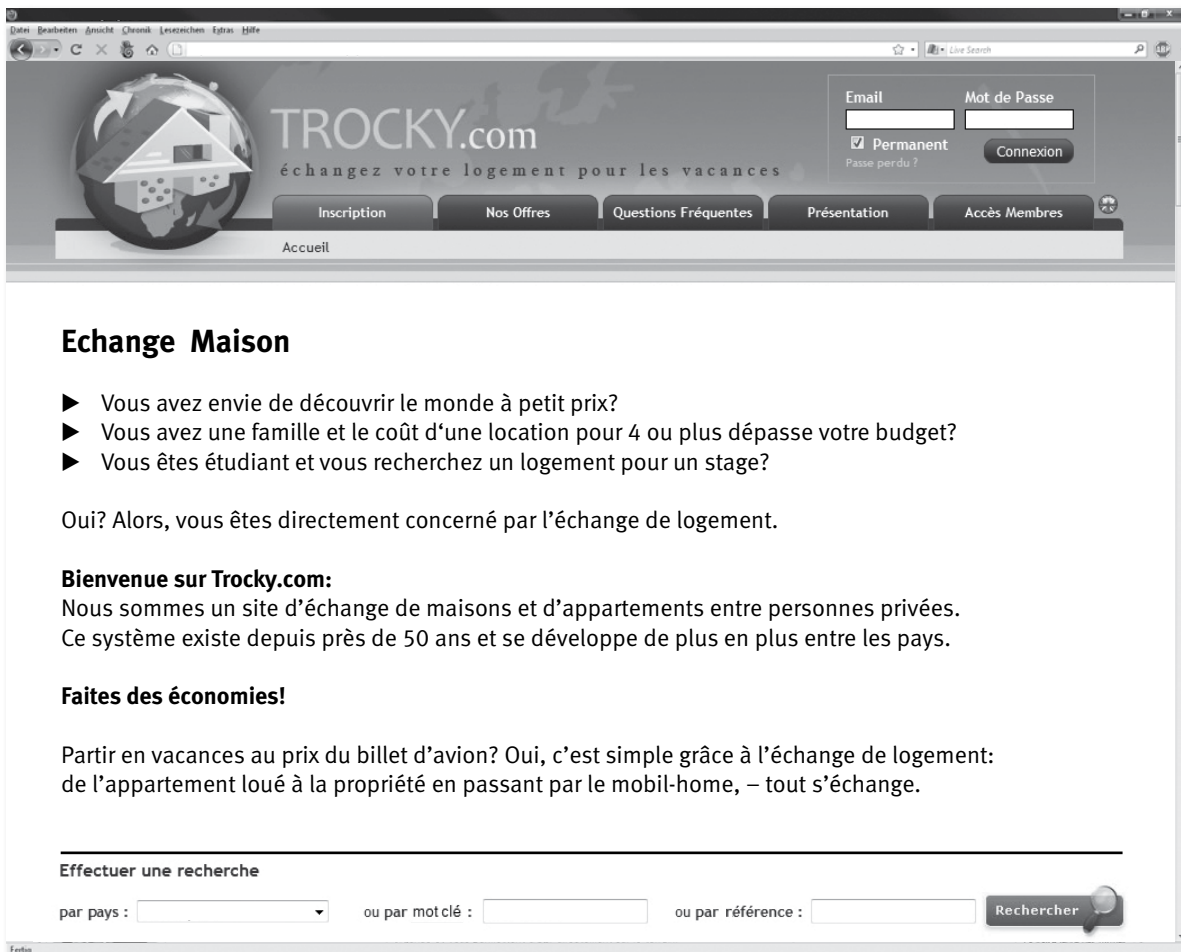 Datei Bearbeiten Ansicht Chronik Lesezeichen Extras Hilfe
Live Search
ABP
Email Mot de Passe
TROCKY.com
Permanent Connexion
Passe perdu ?
échangez votre logement pour les vacances
Inscription Nos Offres Questions Fréquentes Présentation Accès Membres
Accueil
Echange Maison
▶ Vous avez envie de découvrir le monde à petit prix?
▶ Vous avez une famille et le coût d‘une location pour 4 ou plus dépasse votre budget?
▶ Vous êtes étudiant et vous recherchez un logement pour un stage?
Oui? Alors, vous êtes directement concerné par l’échange de logement.
Bienvenue sur Trocky.com:
Nous sommes un site d’échange de maisons et d’appartements entre personnes privées.
Ce système existe depuis près de 50 ans et se développe de plus en plus entre les pays.
Faites des économies!
Partir en vacances au prix du billet d’avion? Oui, c’est simple grâce à l’échange de logement:
de l’appartement loué à la propriété en passant par le mobil-home, – tout s’échange.
Effectuer une recherche
par pays : ou par mot clé : ou par référence : Rechercher
Fertig